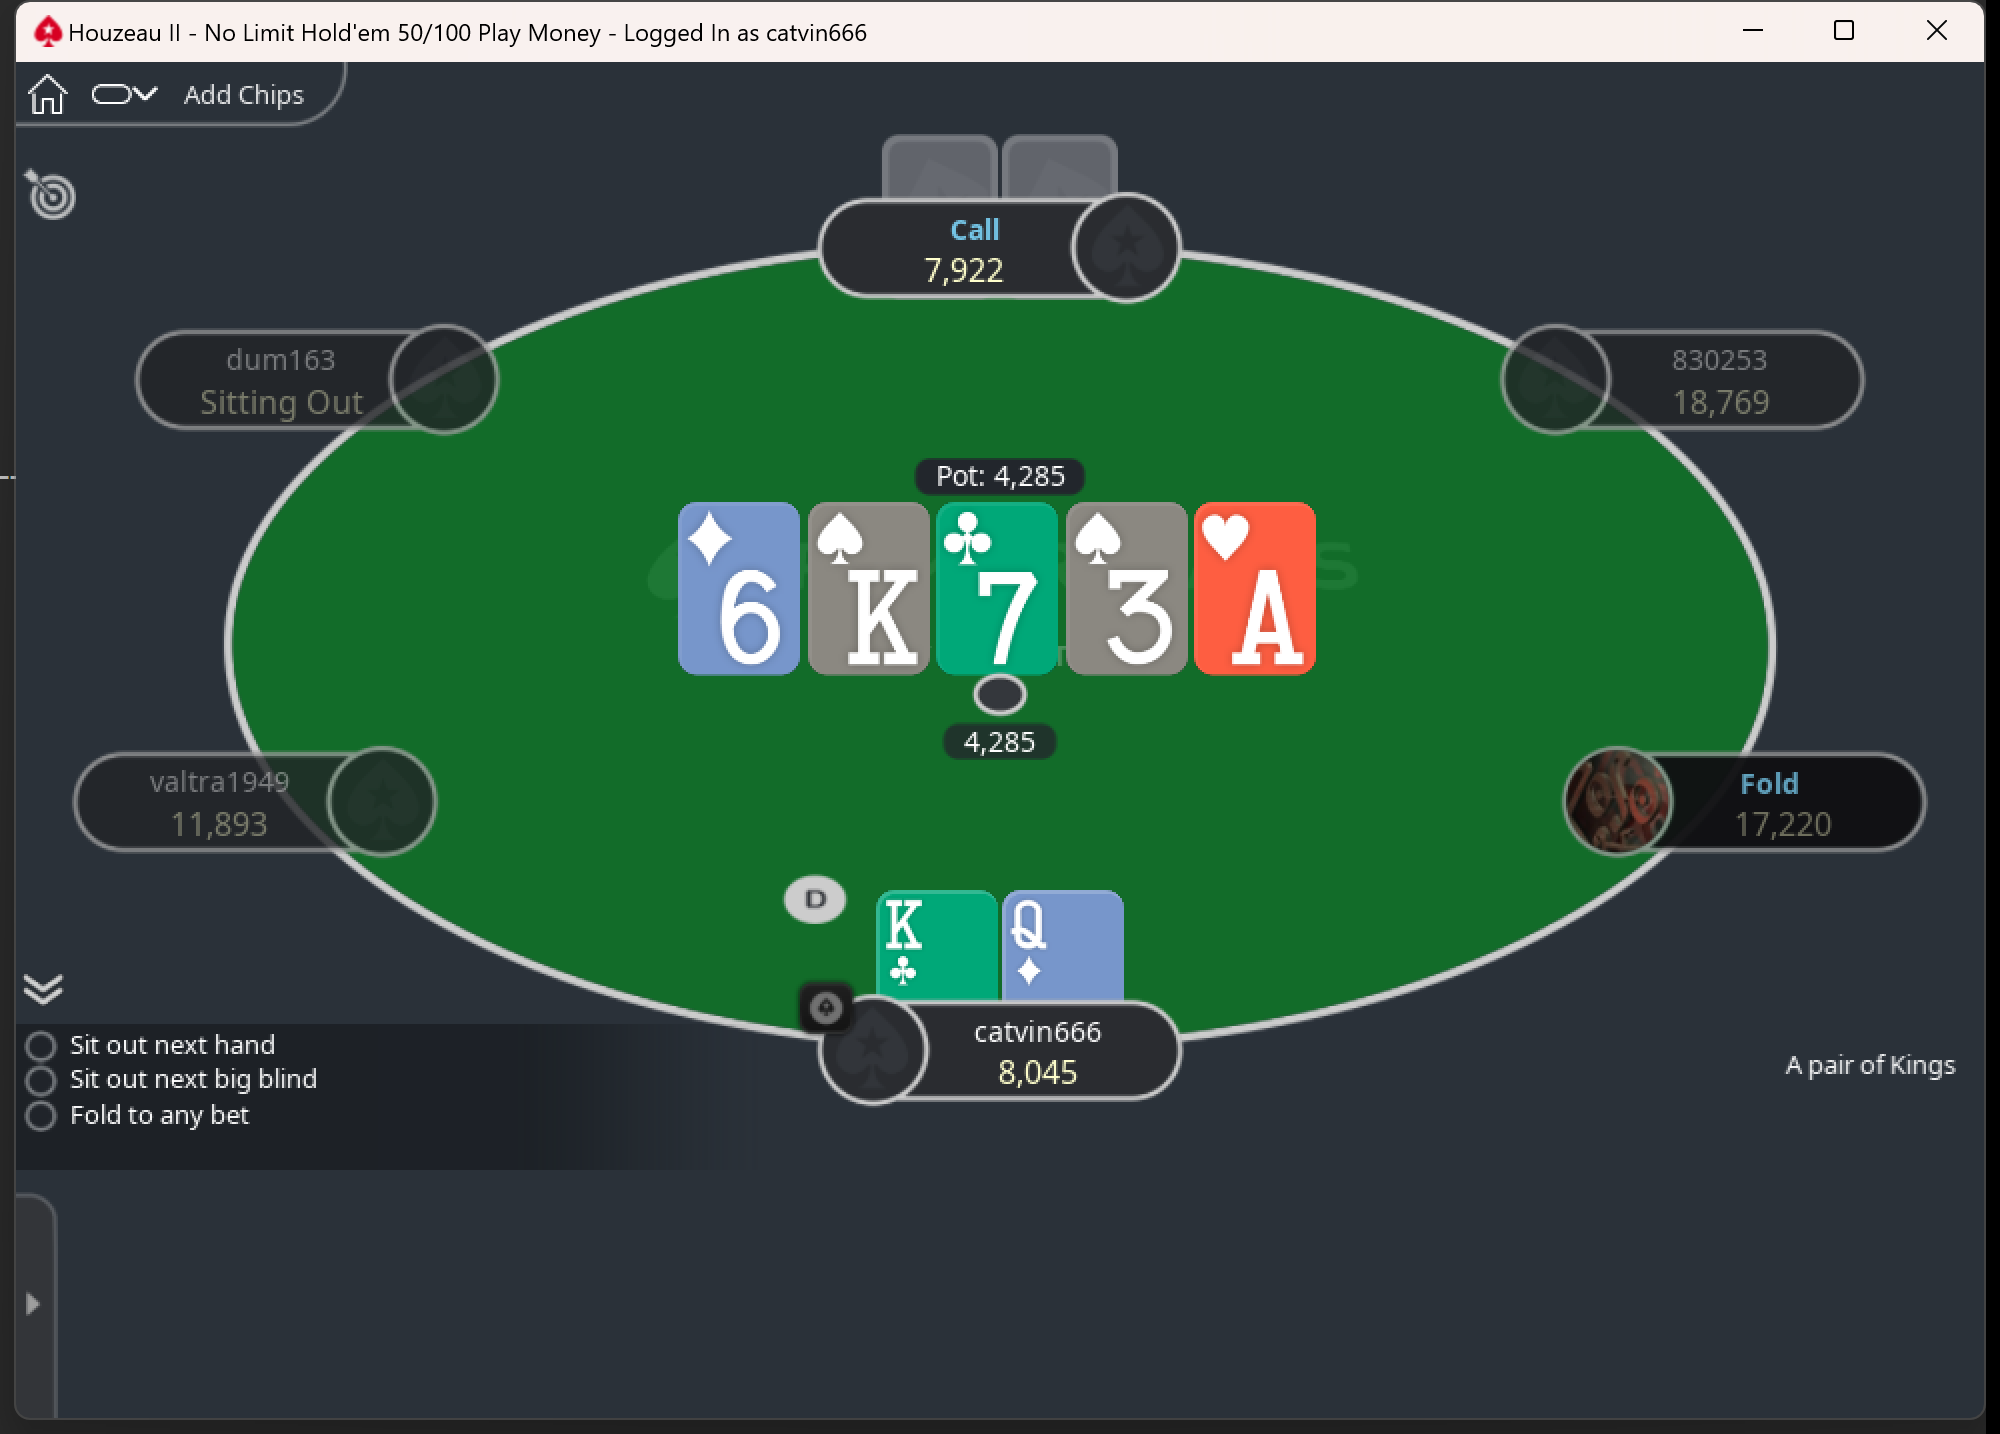 Houzeau II - No Limit Hold'em 50/100 Play Money - Logged In as catvin666
Add Chips
Call
7,922
dum163
Sitting Out
830253
18,769
Pot: 4,285
6 K 7 3 A
4,285
valtra1949
11,893
Fold
17,220
D
K Q
catvin666
8,045
Sit out next hand
Sit out next big blind
Fold to any bet
A pair of Kings